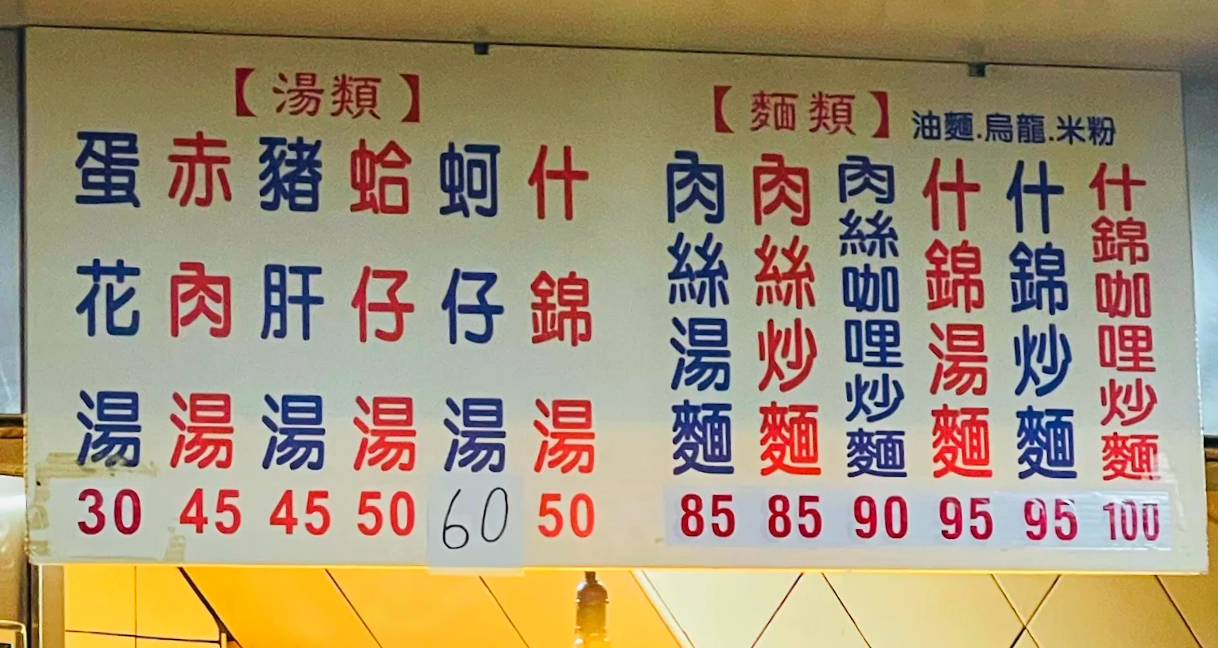 【湯類】
蛋花湯 30
赤肉湯 45
豬肝湯 45
蛤仔湯 50
蚵仔湯 60
什錦湯 50
【麵類】油麵.烏龍.米粉
肉絲湯麵 85
肉絲炒麵 85
肉絲咖哩炒麵 90
什錦湯麵 95
什錦炒麵 95
什錦咖哩炒麵 100